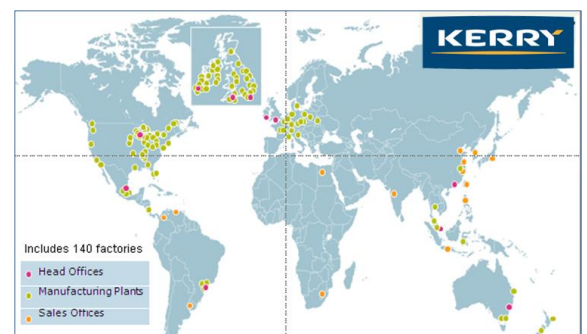 KERRY
Includes 140 factories
Head Offices
Manufacturing Plants
Sales Offices